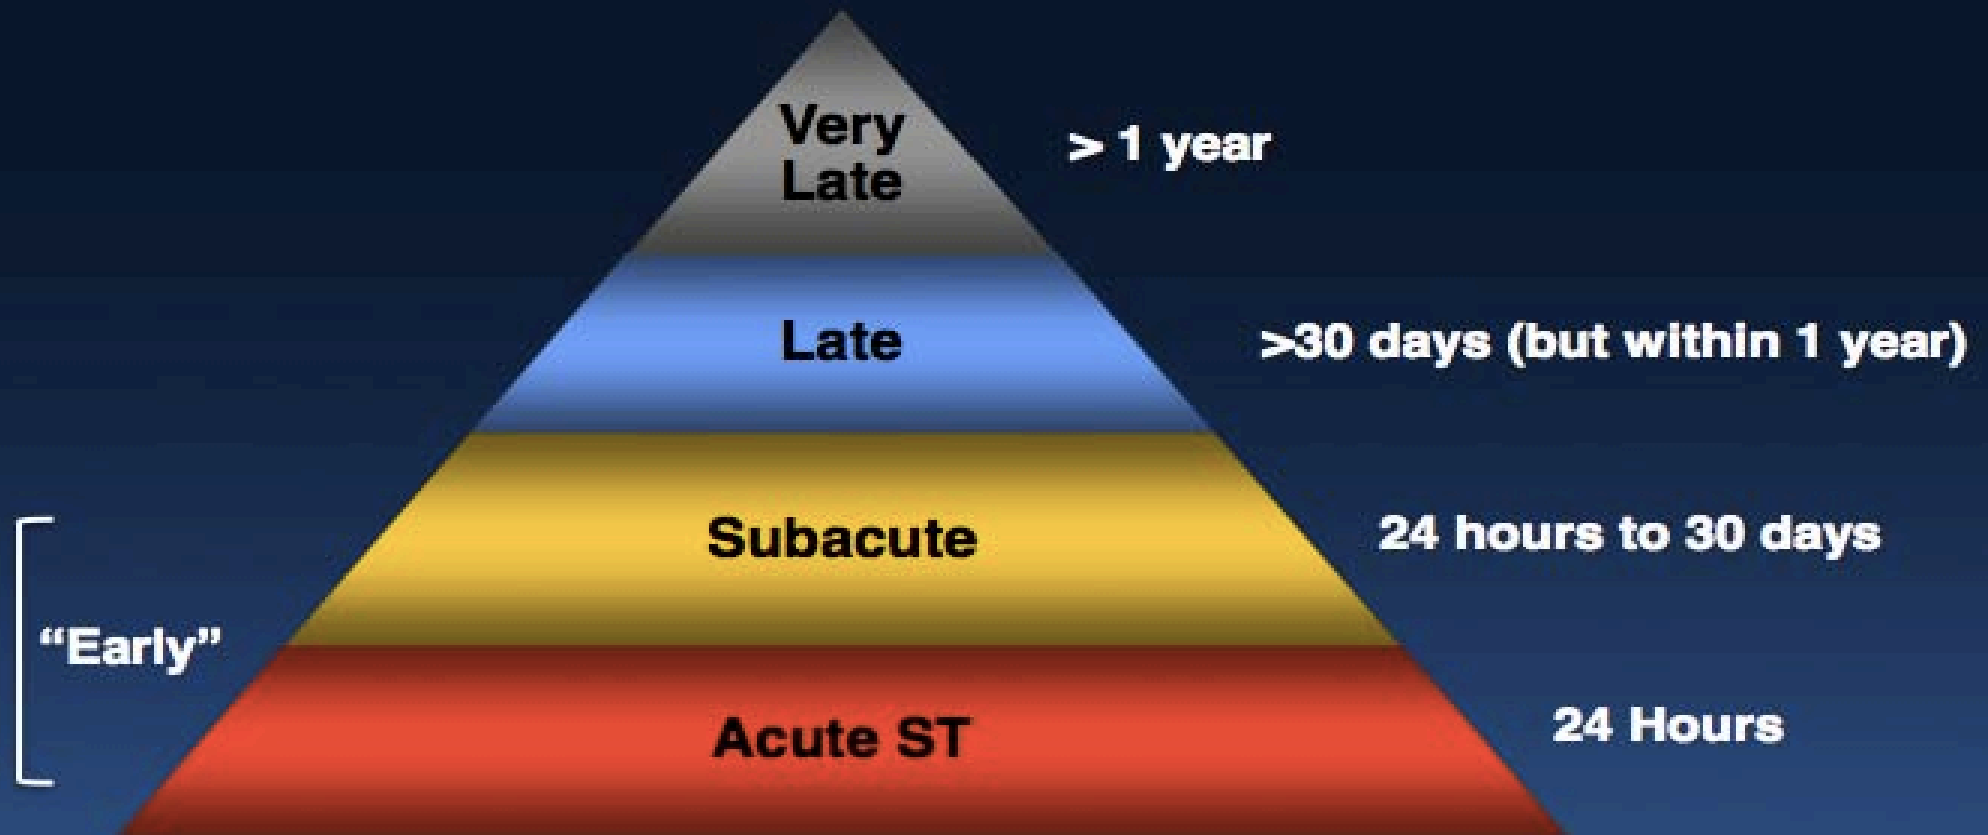 Very
Late
> 1 year
Late
>30 days (but within 1 year)
Subacute
24 hours to 30 days
“Early”
Acute ST
24 Hours